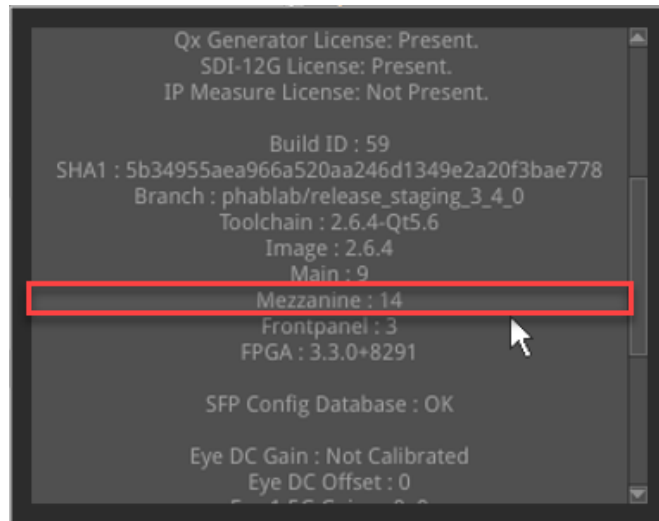 Qx Generator License: Present.
SDI-12G License: Present.
IP Measure License: Not Present.
Build ID : 59
SHA1 : 5b34955aea966a520aa246d1349e2a20f3bae778
Branch : phablab/release_staging_3_4_0
Toolchain : 2.6.4-Qt5.6
Image : 2.6.4
Main : 9
Mezzanine : 14
Frontpanel : 3
FPGA : 3.3.0+8291
SFP Config Database : OK
Eye DC Gain : Not Calibrated
Eye DC Offset : 0